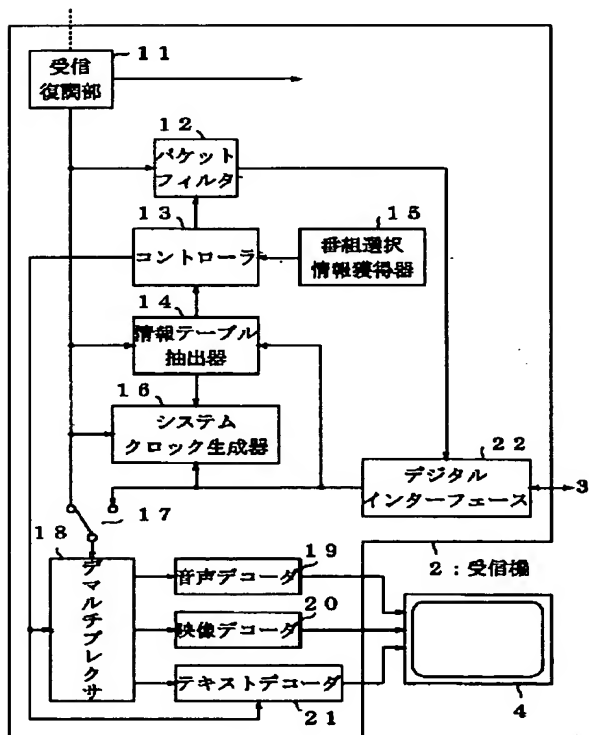 11
受信
復調部
12
パケット
フィルタ
13
コントローラ
15
番組選択
情報獲得器
14
情報テーブル
抽出器
16
システム
クロック生成器
22
デジタル
インターフェース
3
17
18
デマルチプレクサ
19
音声デコーダ
2:受信機
20
映像デコーダ
テキストデコーダ
21
4